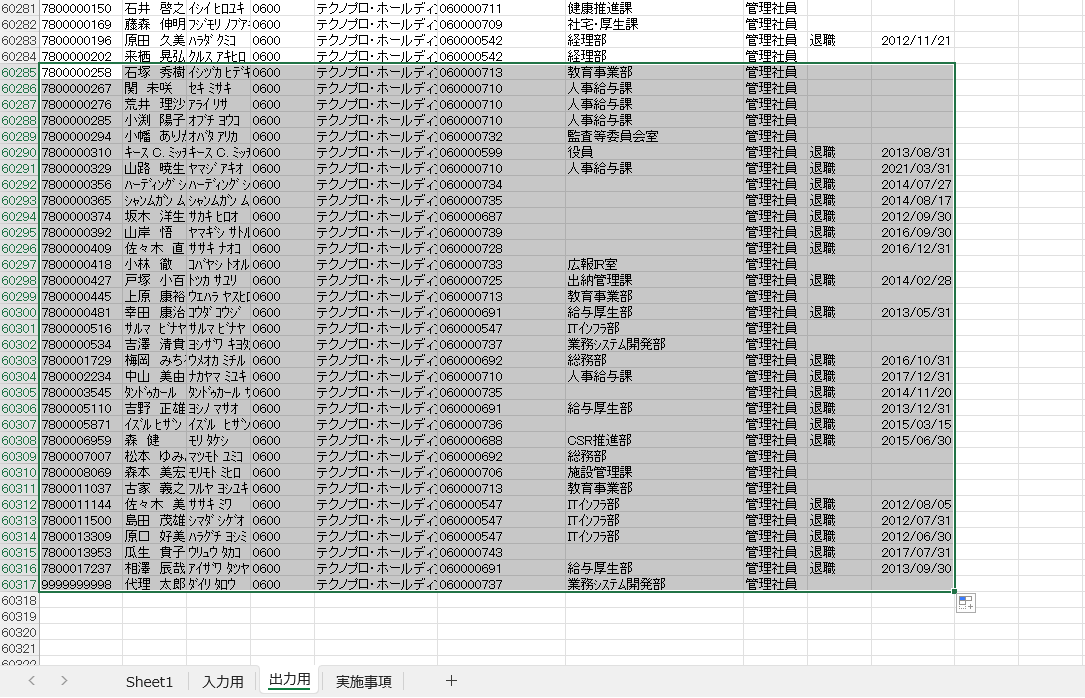 60281 7800000150 石井 啓之 ｲｼｲ ﾋﾛﾕｷ 0600 テクノプロ・ホールディ 060000711 健康推進課 管理社員
60282 7800000169 藤森 伸明 ﾌｼﾞﾓﾘ ﾉﾌﾞｱｷ 0600 テクノプロ・ホールディ 060000709 社宅・厚生課 管理社員
60283 7800000196 原田 久美 ﾊﾗﾀﾞ ｸﾐｺ 0600 テクノプロ・ホールディ 060000542 経理部 管理社員 退職 2012/11/21
60284 7800000202 来栖 晃弘 ｸﾙｽ ｱｷﾋﾛ 0600 テクノプロ・ホールディ 060000542 経理部 管理社員
60285 7800000258 石塚 秀樹 ｲｼﾂﾞｶ ﾋﾃﾞｷ 0600 テクノプロ・ホールディ 060000713 教育事業部 管理社員
60286 7800000267 関 未咲 ｾｷ ﾐｻｷ 0600 テクノプロ・ホールディ 060000710 人事給与課 管理社員
60287 7800000276 荒井 理沙 ｱﾗｲ ﾘｻ 0600 テクノプロ・ホールディ 060000710 人事給与課 管理社員
60288 7800000285 小渕 陽子 ｵﾌﾞﾁ ﾖｳｺ 0600 テクノプロ・ホールディ 060000710 人事給与課 管理社員
60289 7800000294 小幡 あり ｵﾊﾞﾀ ｱﾘｶ 0600 テクノプロ・ホールディ 060000732 監査等委員会室 管理社員
60290 7800000310 ｷｰｽ C. ﾐｯﾁ ｷｰｽ C. ﾐｯﾁ 0600 テクノプロ・ホールディ 060000599 役員 管理社員 退職 2013/08/31
60291 7800000329 山路 暁生 ﾔﾏｼﾞ ｱｷｵ 0600 テクノプロ・ホールディ 060000710 人事給与課 管理社員 退職 2021/03/31
60292 7800000356 ﾊｰﾃﾞｨﾝｸﾞ ｼ ﾊｰﾃﾞｨﾝｸﾞ ｼ 0600 テクノプロ・ホールディ 060000734 管理社員 退職 2014/07/27
60293 7800000365 ｼｬﾝﾑｶﾞﾝ ﾑ ｼｬﾝﾑｶﾞﾝ ﾑ 0600 テクノプロ・ホールディ 060000735 管理社員 退職 2014/08/17
60294 7800000374 坂木 洋生 ｻｶｷ ﾋﾛｵ 0600 テクノプロ・ホールディ 060000687 管理社員 退職 2012/09/30
60295 7800000392 山岸 悟 ﾔﾏｷﾞｼ ｻﾄﾙ 0600 テクノプロ・ホールディ 060000739 管理社員 退職 2016/09/30
60296 7800000409 佐々木 直 ｻｻｷ ﾅｵｺ 0600 テクノプロ・ホールディ 060000728 管理社員 退職 2016/12/31
60297 7800000418 小林 徹 ｺﾊﾞﾔｼ ﾄｵﾙ 0600 テクノプロ・ホールディ 060000733 広報IR室 管理社員
60298 7800000427 戸塚 小百 ﾄﾂｶ ｻﾕﾘ 0600 テクノプロ・ホールディ 060000725 出納管理課 管理社員 退職 2014/02/28
60299 7800000445 上原 康裕 ｳｴﾊﾗ ﾔｽﾋﾛ 0600 テクノプロ・ホールディ 060000713 教育事業部 管理社員
60300 7800000481 幸田 康治 ｺｳﾀﾞ ｺｳｼﾞ 0600 テクノプロ・ホールディ 060000691 給与厚生部 管理社員 退職 2013/05/31
60301 7800000516 ｻﾙﾏ ﾋﾞﾅﾔ ｻﾙﾏ ﾋﾞﾅﾔ 0600 テクノプロ・ホールディ 060000547 ITｲﾝﾌﾗ部 管理社員
60302 7800000534 吉澤 清貴 ﾖｼｻﾞﾜ ｷﾖﾀ 0600 テクノプロ・ホールディ 060000737 業務ｼｽﾃﾑ開発部 管理社員
60303 7800001729 梅岡 みち ｳﾒｵｶ ﾐﾁﾙ 0600 テクノプロ・ホールディ 060000692 総務部 管理社員 退職 2016/10/31
60304 7800002234 中山 美由 ﾅｶﾔﾏ ﾐﾕｷ 0600 テクノプロ・ホールディ 060000710 人事給与課 管理社員 退職 2017/12/31
60305 7800003545 ﾀﾝﾄﾞｩｶｰﾙ ﾀﾝﾄﾞｩｶｰﾙ 0600 テクノプロ・ホールディ 060000735 管理社員 退職 2014/11/20
60306 7800005110 吉野 正雄 ﾖｼﾉ ﾏｻｵ 0600 テクノプロ・ホールディ 060000691 給与厚生部 管理社員 退職 2013/12/31
60307 7800005871 ｲｽﾞﾙ ﾋｻﾞﾝ ｲｽﾞﾙ ﾋｻﾞﾝ 0600 テクノプロ・ホールディ 060000736 管理社員 退職 2015/03/15
60308 7800006959 森 健 ﾓﾘ ﾀｹｼ 0600 テクノプロ・ホールディ 060000688 CSR推進部 管理社員 退職 2015/06/30
60309 7800007007 松本 ゆみ ﾏﾂﾓﾄ ﾕﾐｺ 0600 テクノプロ・ホールディ 060000692 総務部 管理社員
60310 7800008069 森本 美宏 ﾓﾘﾓﾄ ﾐﾋﾛ 0600 テクノプロ・ホールディ 060000706 施設管理課 管理社員
60311 7800011037 古家 義之 ﾌﾙﾔ ﾖｼﾕｷ 0600 テクノプロ・ホールディ 060000713 教育事業部 管理社員
60312 7800011144 佐々木 美 ｻｻｷ ﾐﾜ 0600 テクノプロ・ホールディ 060000547 ITｲﾝﾌﾗ部 管理社員 退職 2012/08/05
60313 7800011500 島田 茂雄 ｼﾏﾀﾞ ｼｹﾞｵ 0600 テクノプロ・ホールディ 060000547 ITｲﾝﾌﾗ部 管理社員 退職 2012/07/31
60314 7800013309 原口 好美 ﾊﾗｸﾞﾁ ﾖｼﾐ 0600 テクノプロ・ホールディ 060000547 ITｲﾝﾌﾗ部 管理社員 退職 2012/06/30
60315 7800013953 瓜生 貴子 ｳﾘｭｳ ﾀｶｺ 0600 テクノプロ・ホールディ 060000743 管理社員 退職 2017/07/31
60316 7800017237 相澤 辰哉 ｱｲｻﾞﾜ ﾀﾂﾔ 0600 テクノプロ・ホールディ 060000691 給与厚生部 管理社員 退職 2013/09/30
60317 9999999998 代理 太郎 ﾀﾞｲﾘ ﾀﾛｳ 0600 テクノプロ・ホールディ 060000737 業務ｼｽﾃﾑ開発部 管理社員
60318
60319
60320
60321
60322
Sheet1 入力用 出力用 実施事項 +